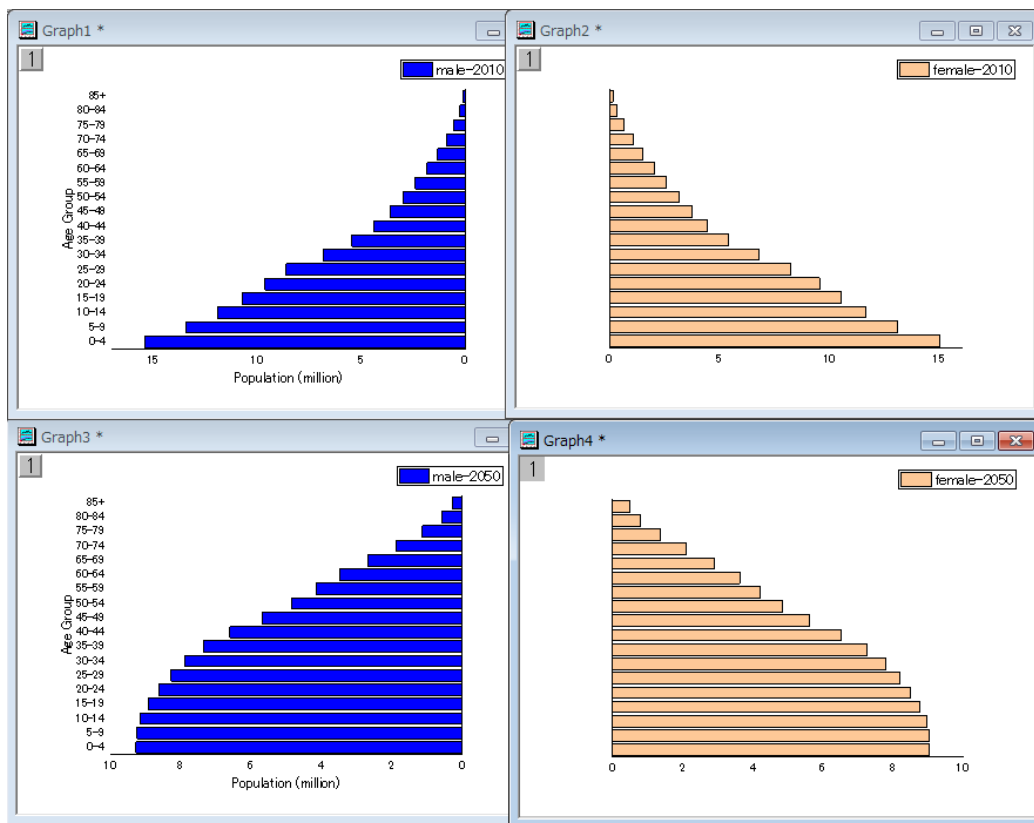 Graph1 *
1
male-2010
85+
80-84
75-79
70-74
65-69
60-64
55-59
50-54
45-49
40-44
35-39
30-34
25-29
20-24
15-19
10-14
5-9
0-4
Age Group
15 10 5 0
Population (million)
Graph2 *
1
female-2010
0 5 10 15
Graph3 *
1
male-2050
85+
80-84
75-79
70-74
65-69
60-64
55-59
50-54
45-49
40-44
35-39
30-34
25-29
20-24
15-19
10-14
5-9
0-4
Age Group
10 8 6 4 2 0
Population (million)
Graph4 *
1
female-2050
0 2 4 6 8 10